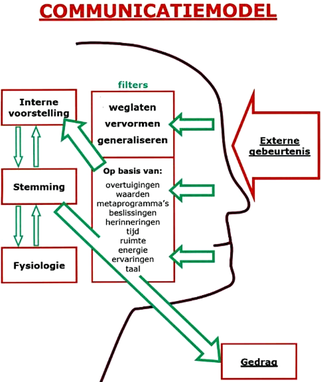 COMMUNICATIEMODEL
filters
Interne
voorstelling
weglaten
vervormen
generaliseren
Externe
gebeurtenis
Op basis van:
overtuigingen
waarden
metaprogramma's
beslissingen
herinneringen
tijd
ruimte
energie
ervaringen
taal
Stemming
Fysiologie
Gedrag